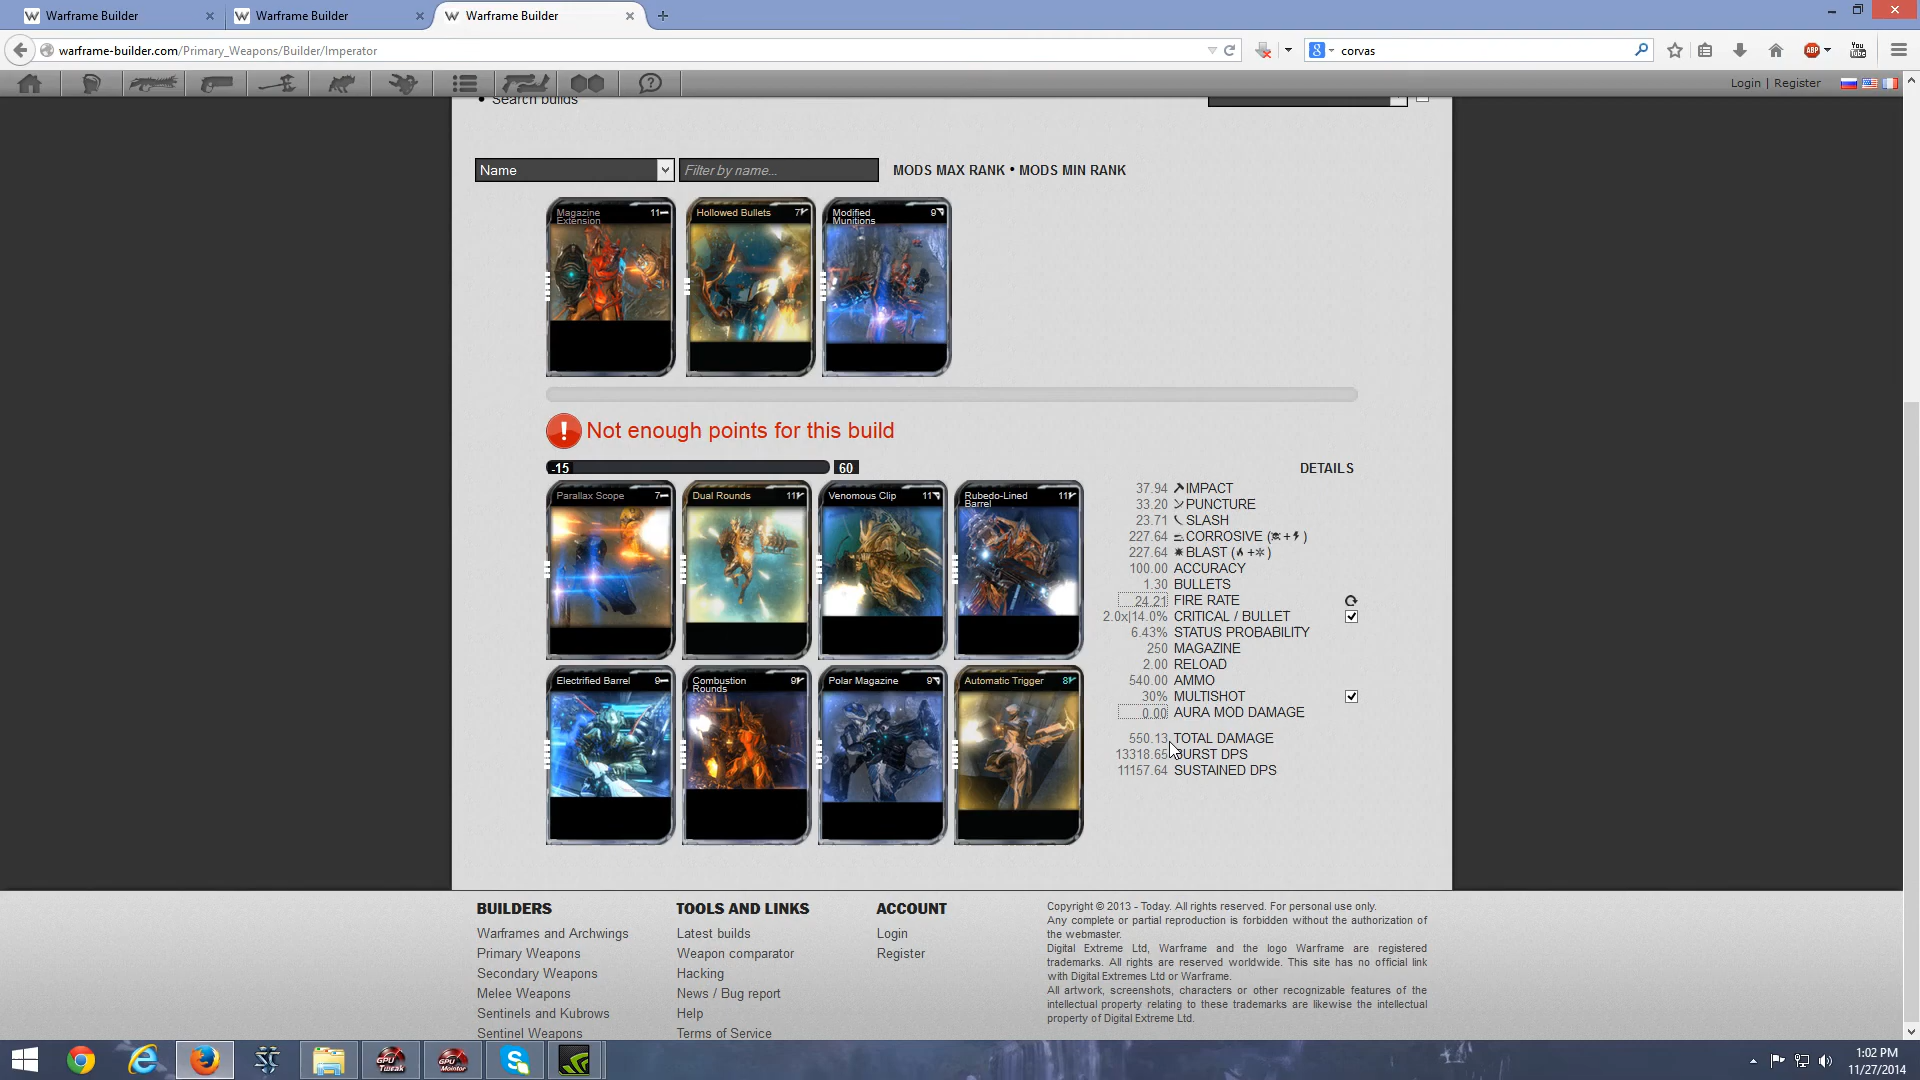 Warframe Builder
Warframe Builder
Warframe Builder
warframe-builder.com/Primary_Weapons/Builder/Imperator
corvas
Login | Register
Search builds
Name
Filter by name...
MODS MAX RANK • MODS MIN RANK
Magazine Extension 11
Hollowed Bullets 7
Modified Munitions 9
Not enough points for this build
-15 60
DETAILS
Parallax Scope 7
Dual Rounds 11
Venomous Clip 11
Rubedo-Lined Barrel 11
Electrified Barrel 9
Combustion Rounds 9
Polar Magazine 9
Automatic Trigger 8
37.94 IMPACT
33.20 PUNCTURE
23.71 SLASH
227.64 CORROSIVE ( + )
227.64 BLAST ( + )
100.00 ACCURACY
1.30 BULLETS
24.21 FIRE RATE
2.0x|14.0% CRITICAL / BULLET
6.43% STATUS PROBABILITY
250 MAGAZINE
2.00 RELOAD
540.00 AMMO
30% MULTISHOT
0.00 AURA MOD DAMAGE
550.13 TOTAL DAMAGE
13318.65 BURST DPS
11157.64 SUSTAINED DPS
BUILDERS
Warframes and Archwings
Primary Weapons
Secondary Weapons
Melee Weapons
Sentinels and Kubrows
Sentinel Weapons
TOOLS AND LINKS
Latest builds
Weapon comparator
Hacking
News / Bug report
Help
Terms of Service
ACCOUNT
Login
Register
Copyright © 2013 - Today. All rights reserved. For personal use only.
Any complete or partial reproduction is forbidden without the authorization of
the webmaster.
Digital Extreme Ltd, Warframe and the logo Warframe are registered
trademarks. All rights are reserved worldwide. This site has no official link
with Digital Extremes Ltd or Warframe.
All artwork, screenshots, characters or other recognizable features of the
intellectual property relating to these trademarks are likewise the intellectual
property of Digital Extreme Ltd.
GPU Tweak
GPU Monitor
1:02 PM
11/27/2014